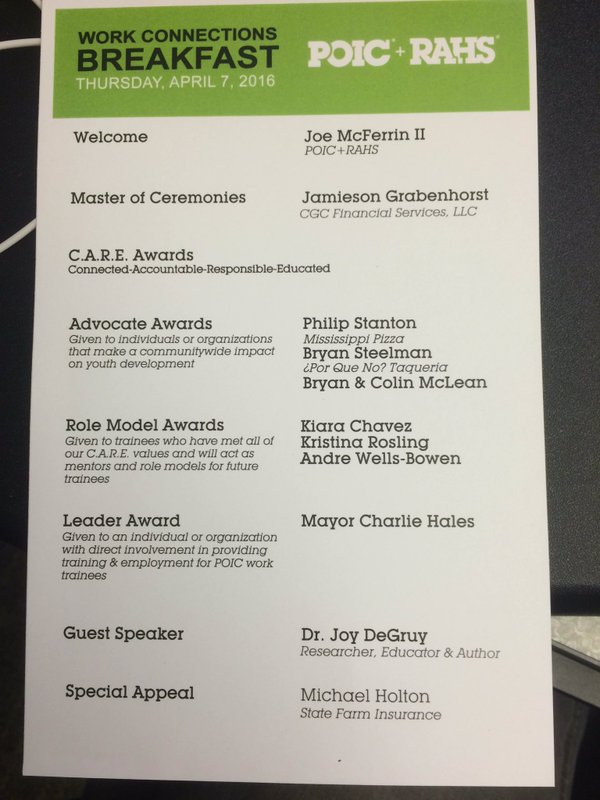 WORK CONNECTIONS
BREAKFAST
THURSDAY, APRIL 7, 2016
POIC + RAHS
Welcome
Joe McFerrin II
POIC+RAHS
Master of Ceremonies
Jamieson Grabenhorst
CGC Financial Services, LLC
C.A.R.E. Awards
Connected-Accountable-Responsible-Educated
Advocate Awards
Given to individuals or organizations
that make a communitywide impact
on youth development
Philip Stanton
Mississippi Pizza
Bryan Steelman
¿Por Que No? Taqueria
Bryan & Colin McLean
Role Model Awards
Given to trainees who have met all of
our C.A.R.E. values and will act as
mentors and role models for future
trainees
Kiara Chavez
Kristina Rosling
Andre Wells-Bowen
Leader Award
Given to an individual or organization
with direct involvement in providing
training & employment for POIC work
trainees
Mayor Charlie Hales
Guest Speaker
Dr. Joy DeGruy
Researcher, Educator & Author
Special Appeal
Michael Holton
State Farm Insurance